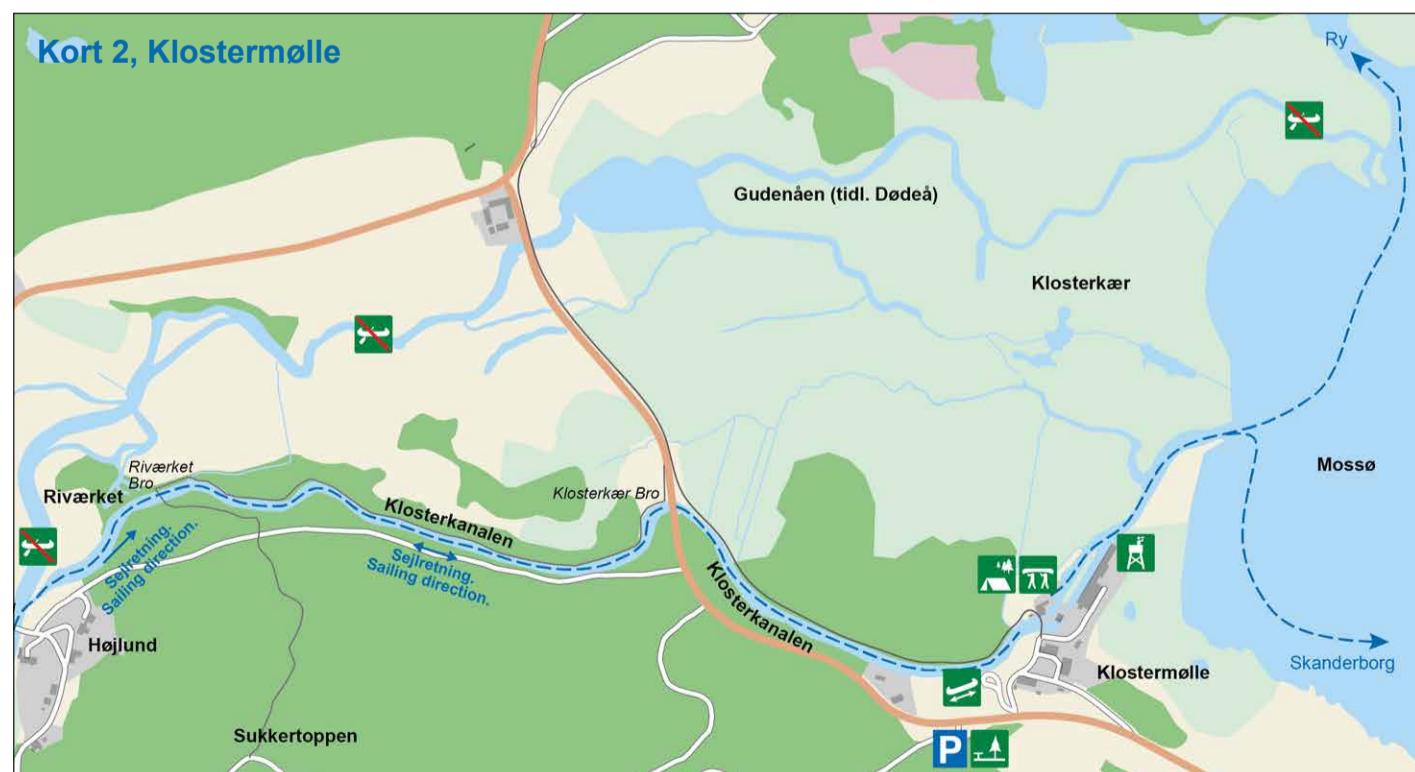 Kort 2, Klostermølle
Ry
Gudenåen (tidl. Dødeå)
Klosterkær
Mossø
Riværket
Bro
Riværket
Klosterkær Bro
Klosterkanalen
Sejlretning.
Sailing direction.
Sejlretning.
Sailing direction.
Klosterkanalen
Højlund
Klostermølle
Skanderborg
Sukkertoppen
P